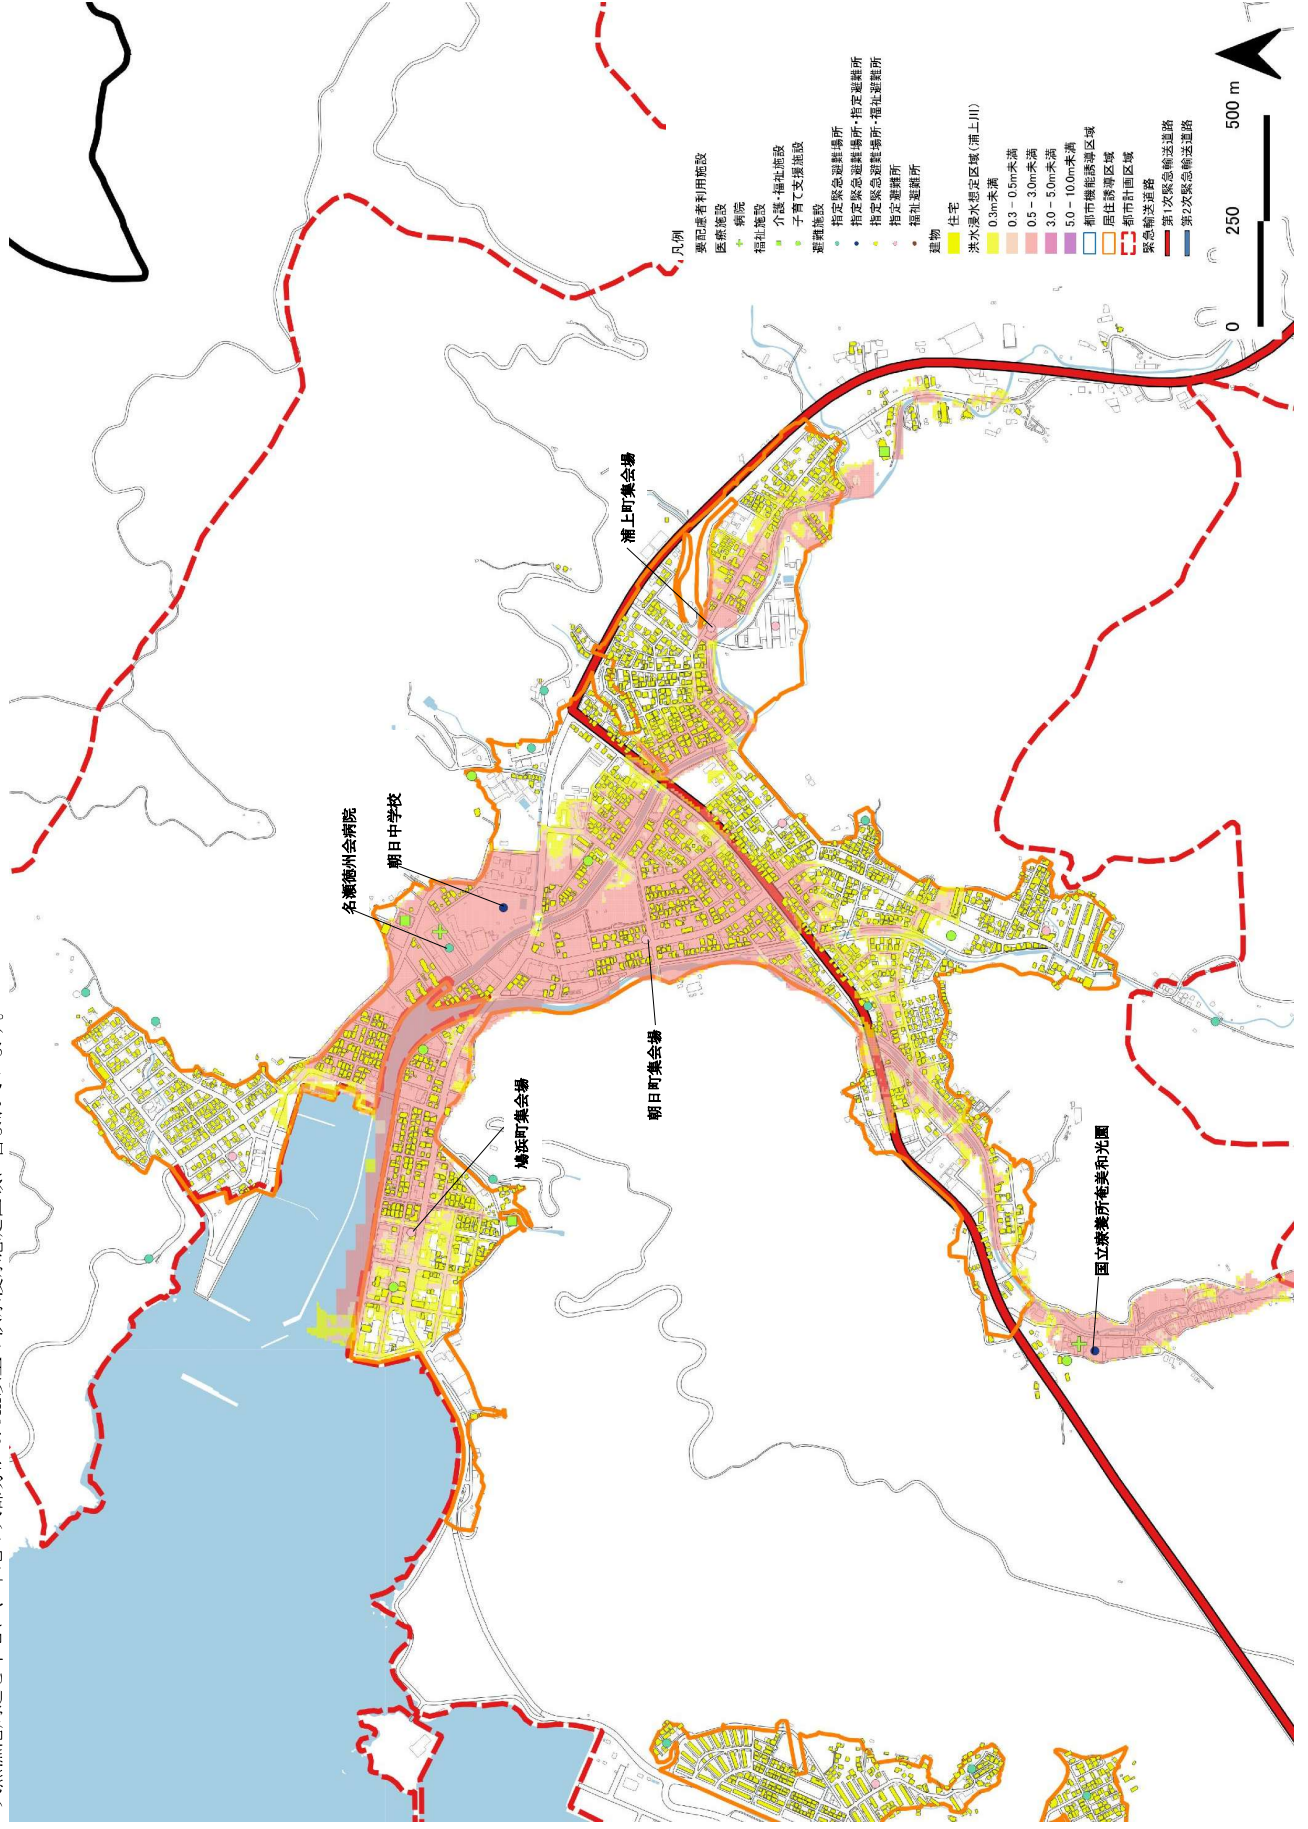 凡例
要配慮者利用施設
医療施設
病院
福祉施設
介護・福祉施設
子育て支援施設
避難施設
指定緊急避難場所
指定緊急避難場所・指定避難所
指定緊急避難場所・福祉避難所
指定避難所
福祉避難所
建物
住宅
洪水浸水想定区域(浦上川)
0.3m未満
0.3 - 0.5m未満
0.5 - 3.0m未満
3.0 - 5.0m未満
5.0 - 10.0m未満
都市機能誘導区域
居住誘導区域
都市計画区域
緊急輸送道路
第1次緊急輸送道路
第2次緊急輸送道路
0 250 500 m
浦上町集会場
名瀬徳州会病院
朝日中学校
朝日町集会場
鳩浜町集会場
国立療養所奄美和光園